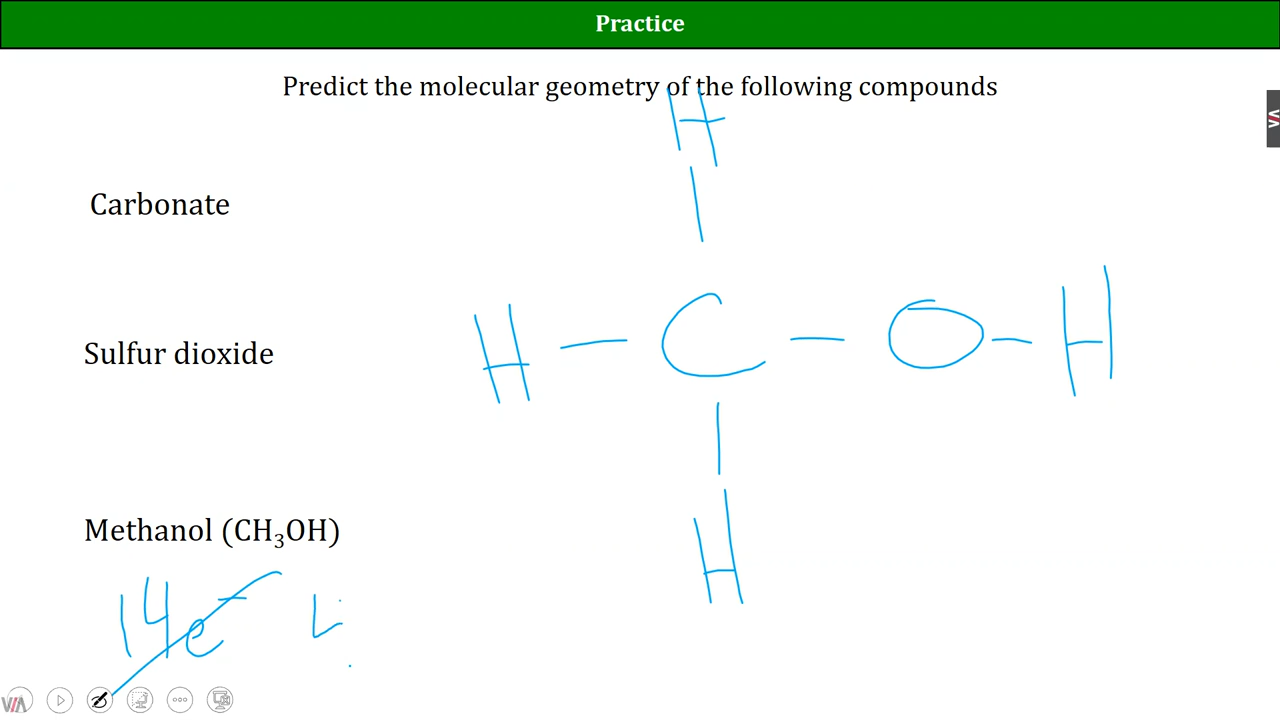 Practice
Predict the molecular geometry of the following compounds
H
Carbonate
H – C – O – H
Sulfur dioxide
H
Methanol (CH₃OH)
14e⁻